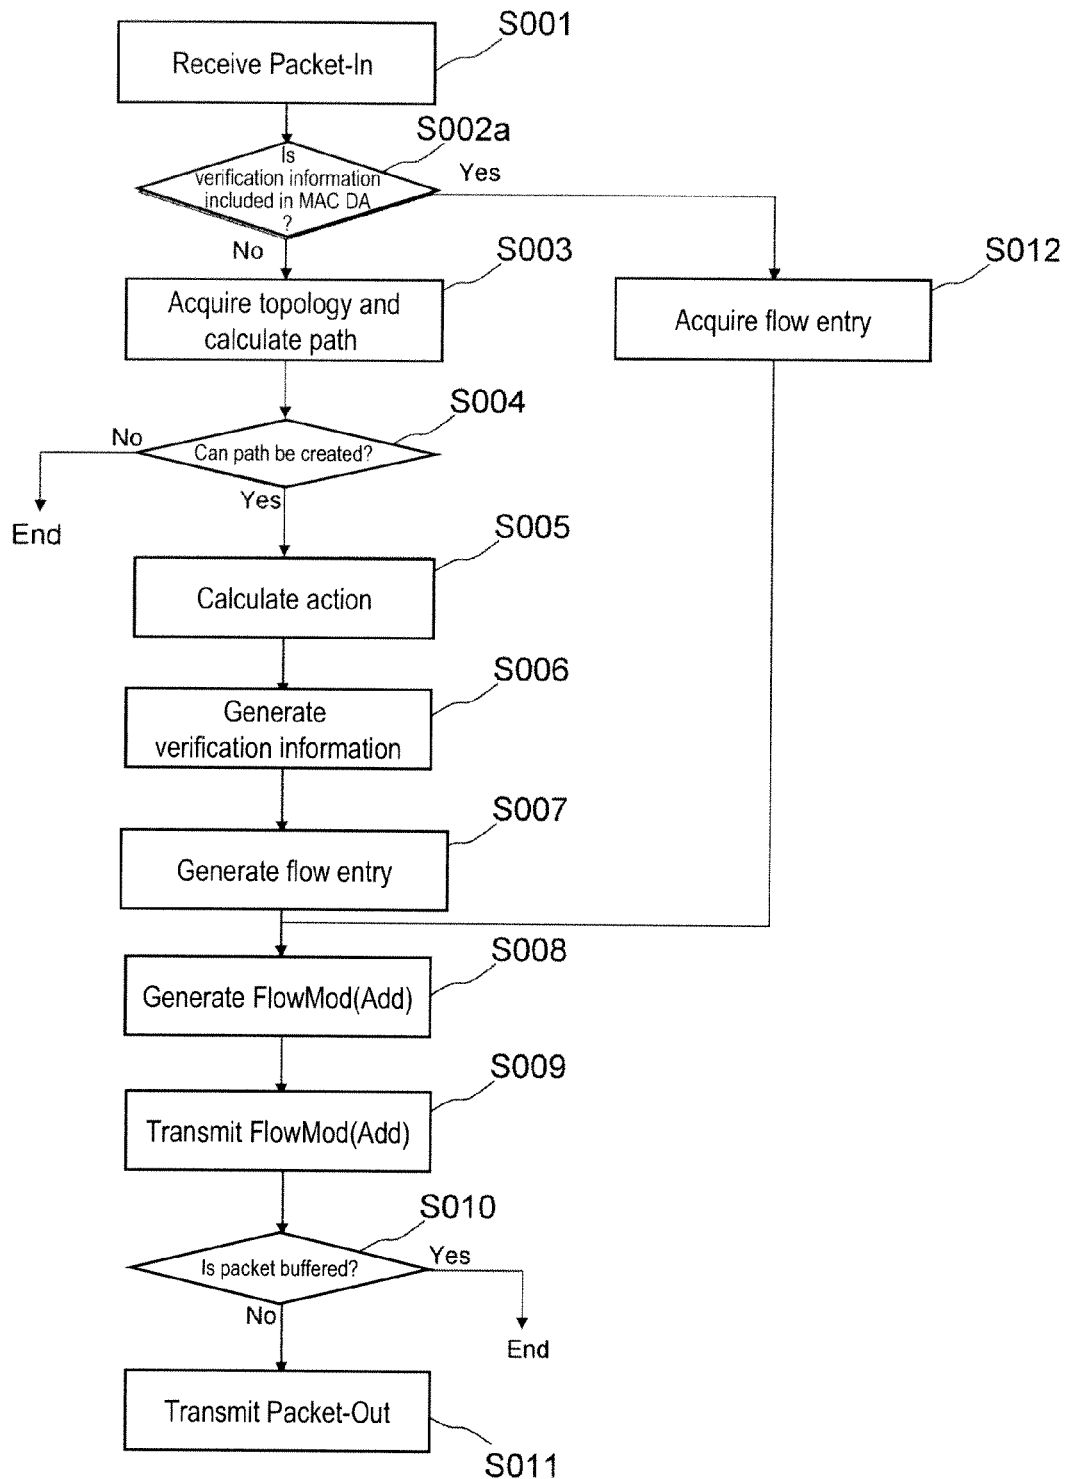 S001
Receive Packet-In
S002a
Is
verification information
included in MAC DA
?
Yes
No
S003
Acquire topology and
calculate path
S012
Acquire flow entry
S004
Can path be created?
No
Yes
End
S005
Calculate action
S006
Generate
verification information
S007
Generate flow entry
S008
Generate FlowMod(Add)
S009
Transmit FlowMod(Add)
S010
Is packet buffered?
Yes
No
End
Transmit Packet-Out
S011